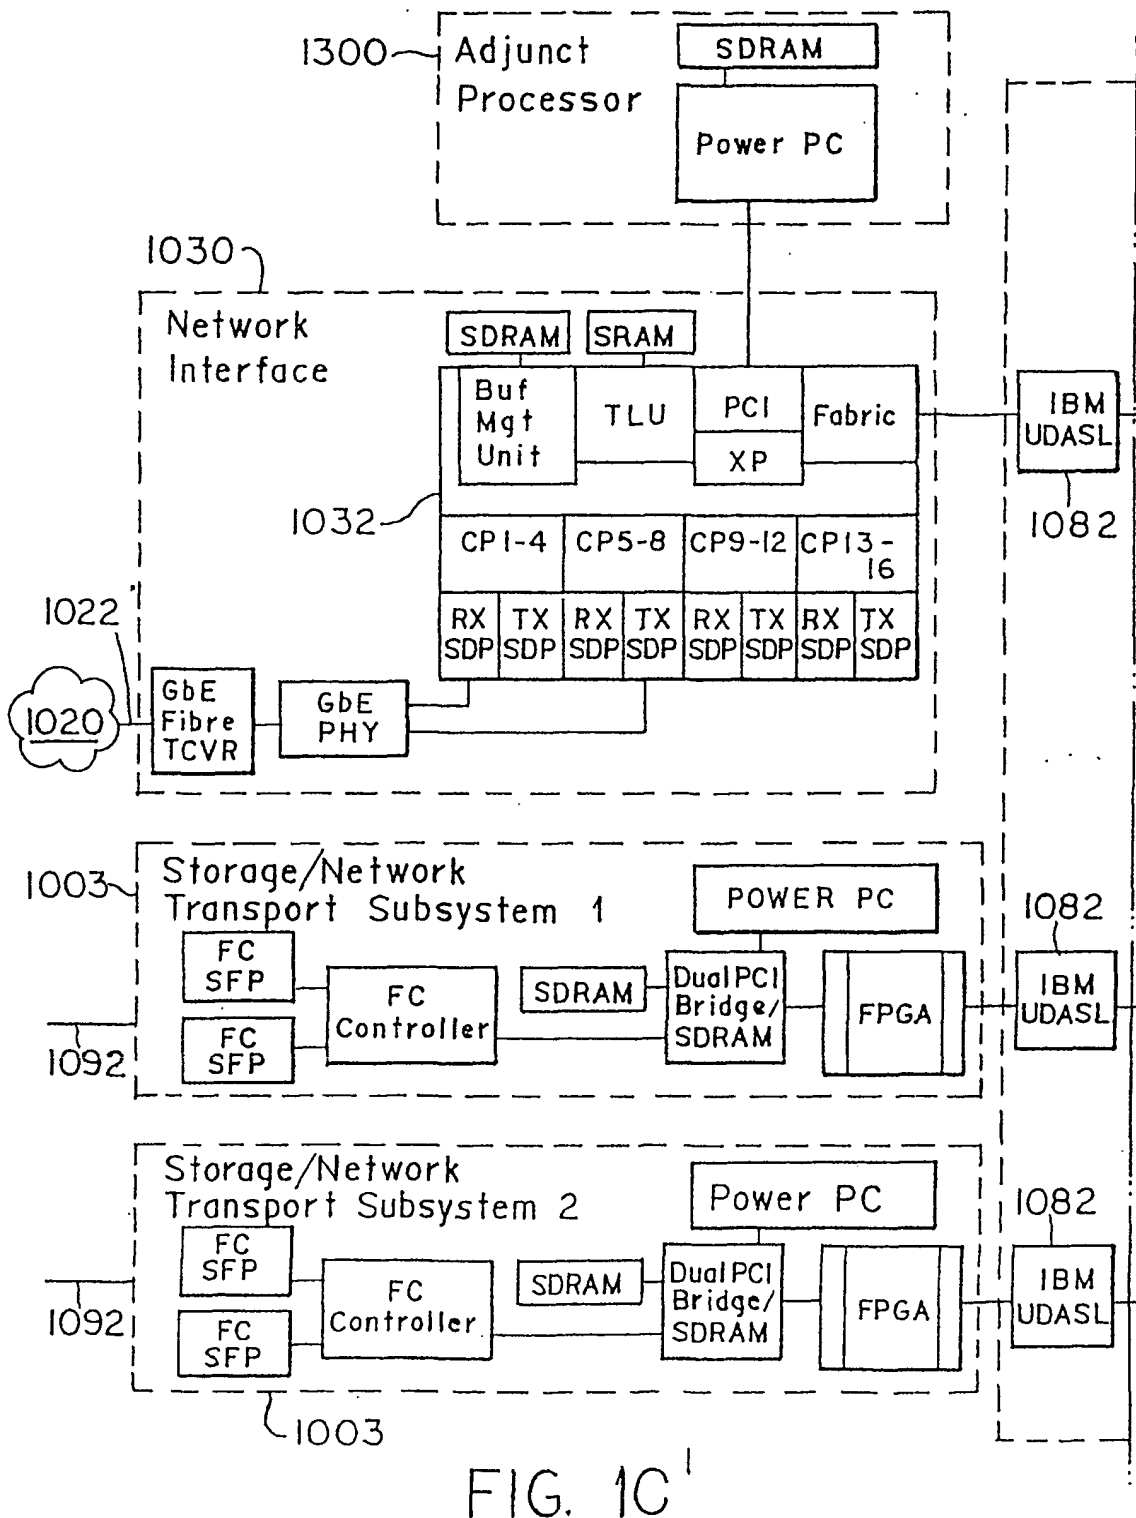 1300
Adjunct
Processor
SDRAM
Power PC
1030
Network
Interface
SDRAM
SRAM
Buf
Mgt
Unit
TLU
PCI
XP
Fabric
IBM
UDASL
1082
1032
CP1-4
CP5-8
CP9-12
CP13-
16
RX
SDP
TX
SDP
RX
SDP
TX
SDP
RX
SDP
TX
SDP
RX
SDP
TX
SDP
1022
1020
GbE
Fibre
TCVR
GbE
PHY
1003
Storage/Network
Transport Subsystem 1
POWER PC
FC
SFP
FC
SFP
FC
Controller
SDRAM
Dual PCI
Bridge/
SDRAM
FPGA
1082
IBM
UDASL
1092
Storage/Network
Transport Subsystem 2
Power PC
FC
SFP
FC
SFP
FC
Controller
SDRAM
Dual PCI
Bridge/
SDRAM
FPGA
1082
IBM
UDASL
1092
1003
FIG. 1C'